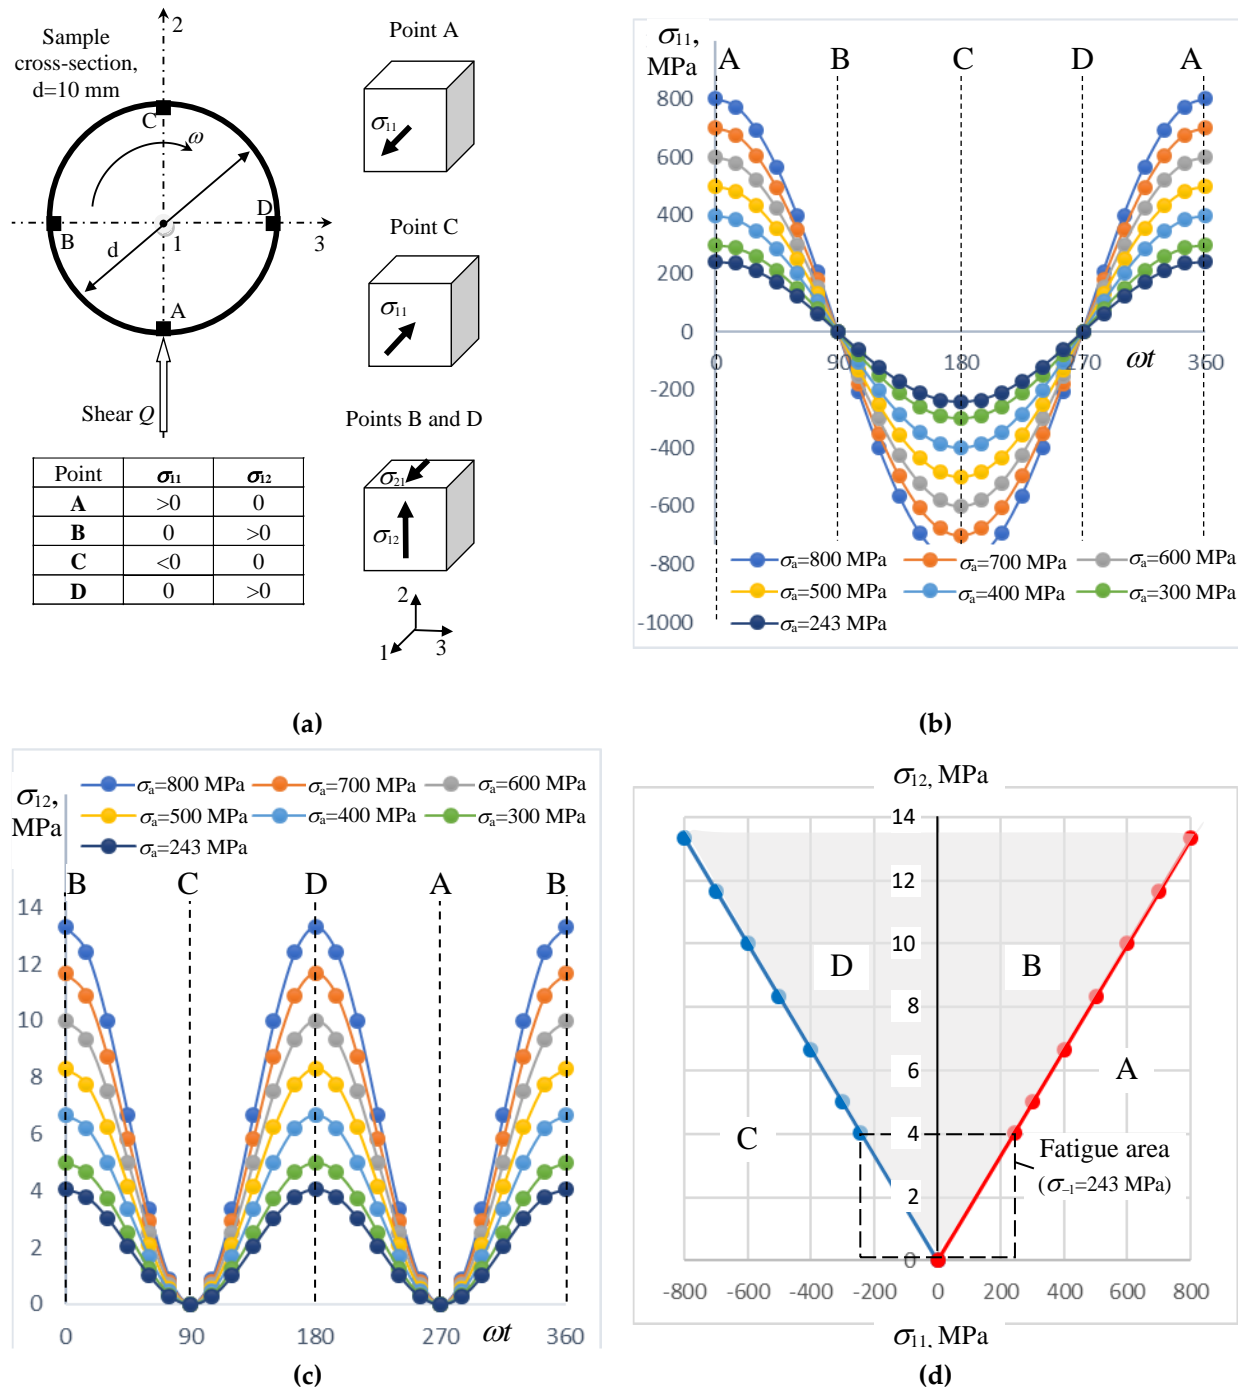 Sample
cross-section,
d=10 mm
2
C
ω
D
B
d
1
3
A
Shear Q
Point A
σ11
Point C
σ11
Points B and D
σ21
σ12
2
1
3
Point σ11 σ12
A >0 0
B 0 >0
C <0 0
D 0 >0
(a)
σ11,
MPa
A B C D A
800
600
400
200
0
-200
-400
-600
-800
-1000
0 90 180 270 ωt 360
σa=800 MPa σa=700 MPa σa=600 MPa
σa=500 MPa σa=400 MPa σa=300 MPa
σa=243 MPa
(b)
σa=800 MPa σa=700 MPa σa=600 MPa
σa=500 MPa σa=400 MPa σa=300 MPa
σa=243 MPa
σ12,
MPa
B C D A B
14
12
10
8
6
4
2
0
0 90 180 270 ωt 360
(c)
σ12, MPa
14
12
10
8
6
4
2
0
D B
A
C
Fatigue area
(σ−1=243 MPa)
-800 -600 -400 -200 0 200 400 600 800
σ11, MPa
(d)